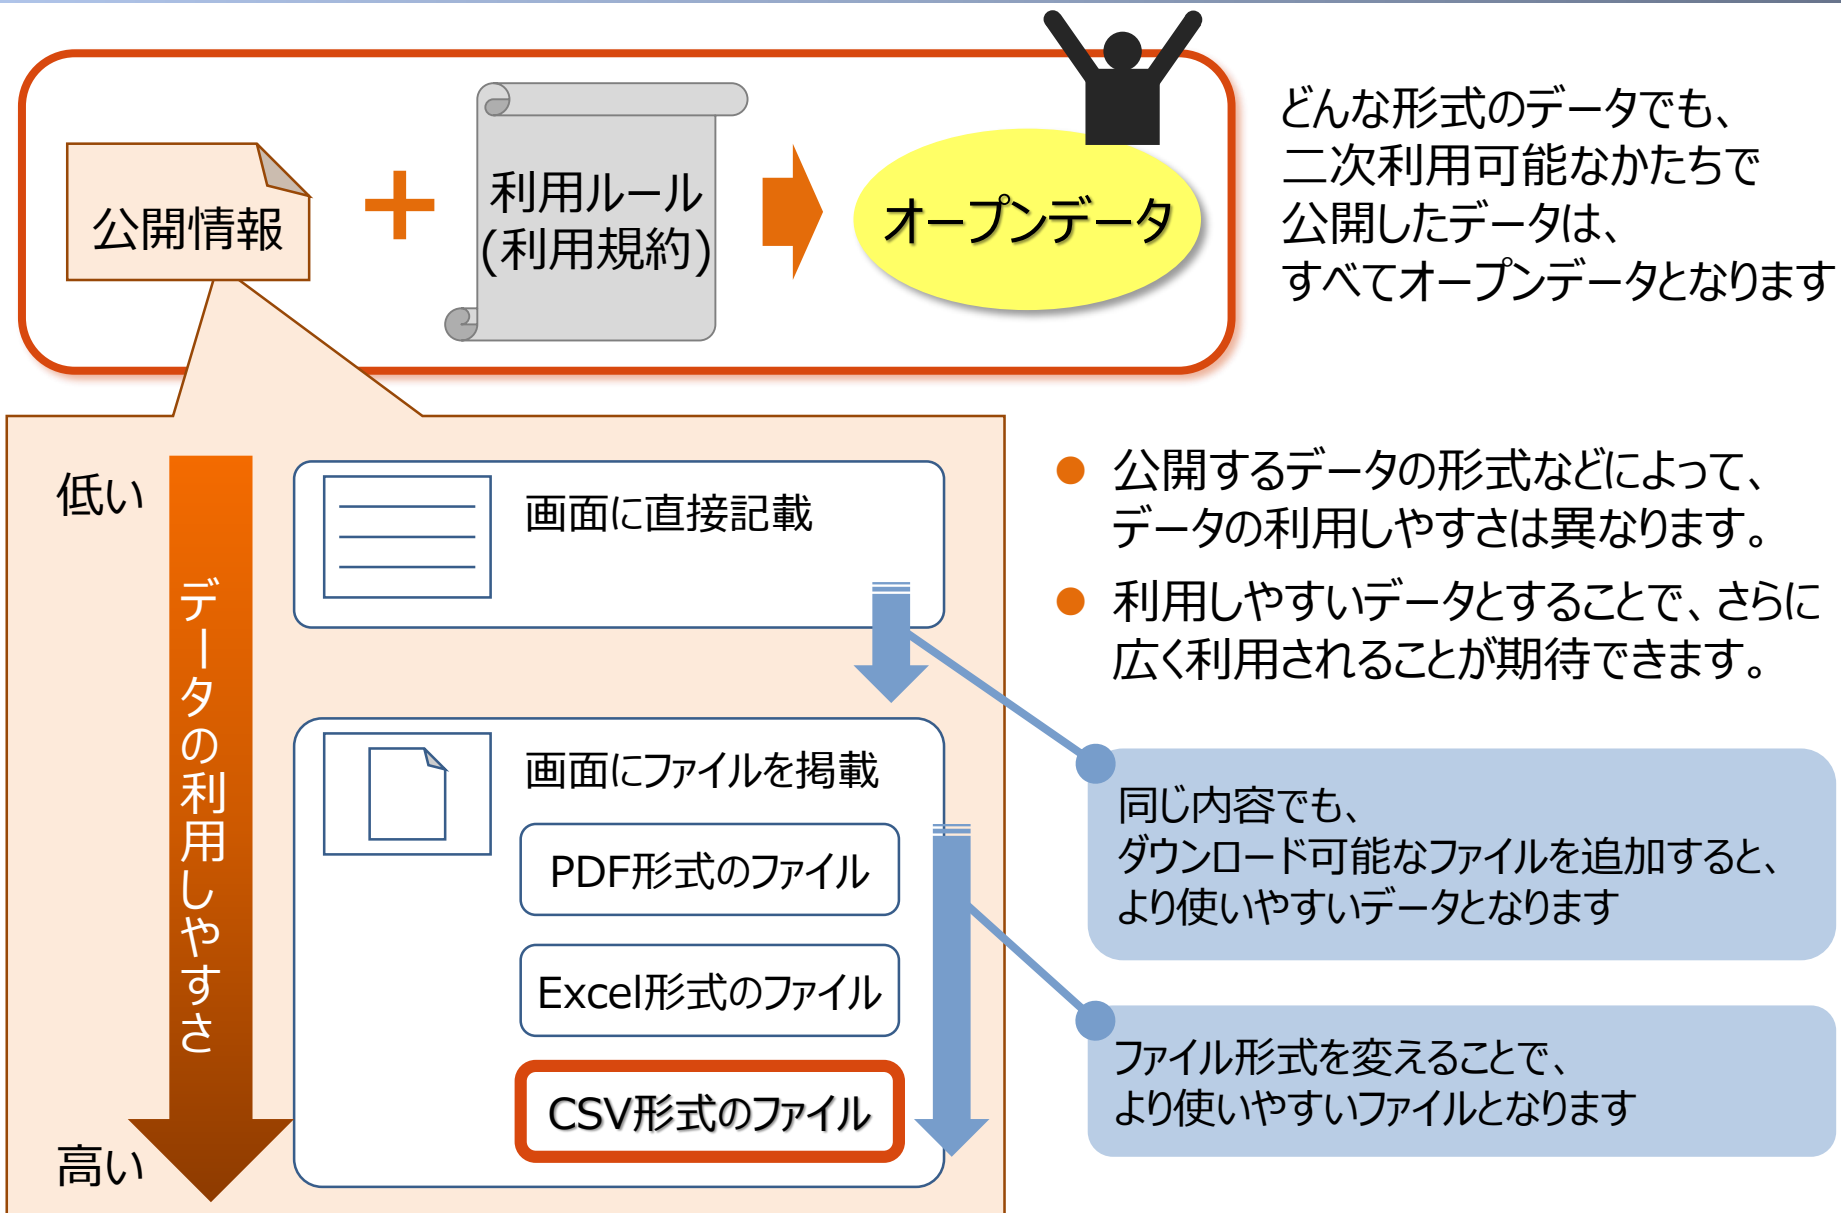 公開情報
+
利用ルール
(利用規約)
オープンデータ
どんな形式のデータでも、
二次利用可能なかたちで
公開したデータは、
すべてオープンデータとなります
低い
データの利用しやすさ
高い
画面に直接記載
画面にファイルを掲載
PDF形式のファイル
Excel形式のファイル
CSV形式のファイル
● 公開するデータの形式などによって、
データの利用しやすさは異なります。
● 利用しやすいデータとすることで、さらに
広く利用されることが期待できます。
同じ内容でも、
ダウンロード可能なファイルを追加すると、
より使いやすいデータとなります
ファイル形式を変えることで、
より使いやすいファイルとなります